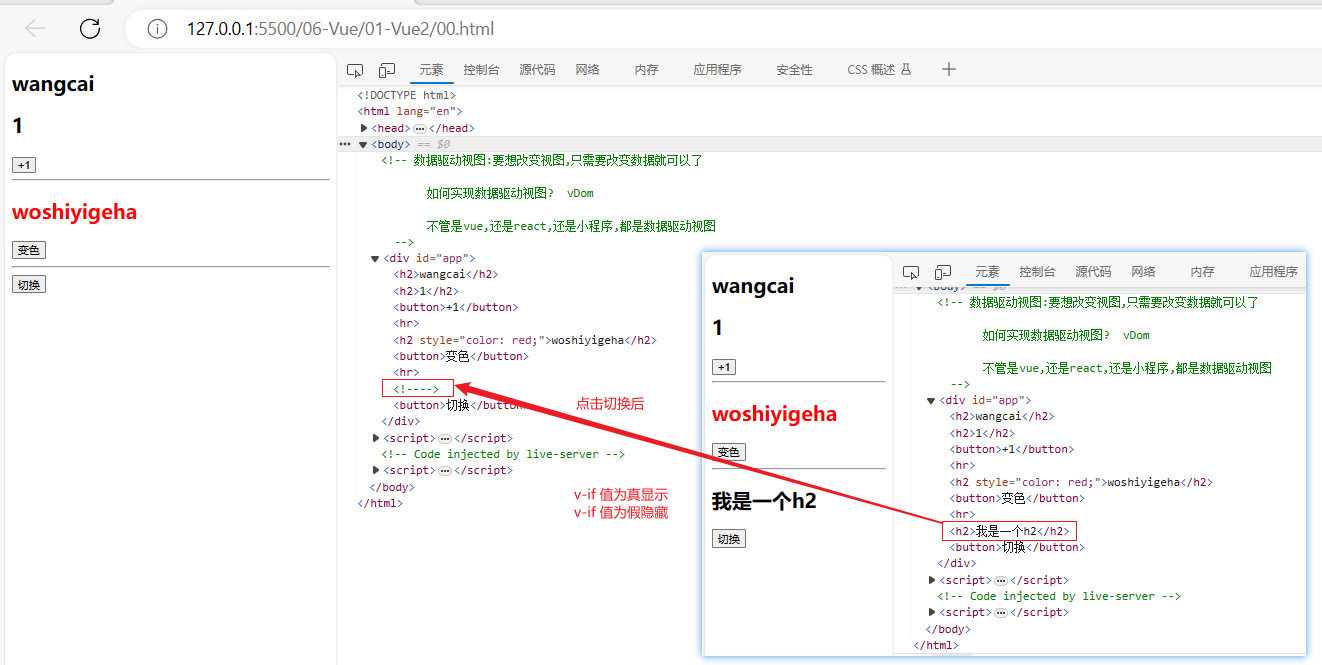 127.0.0.1:5500/06-Vue/01-Vue2/00.html
wangcai
1
+1
woshiyigeha
变色
切换
元素 控制台 源代码 网络 内存 应用程序 安全性 CSS 概述
<!DOCTYPE html>
<html lang="en">
<head>…</head>
<body> == $0
<!-- 数据驱动视图:要想改变视图,只需要改变数据就可以了
如何实现数据驱动视图? vDom
不管是vue,还是react,还是小程序,都是数据驱动视图
-->
<div id="app">
<h2>wangcai</h2>
<h2>1</h2>
<button>+1</button>
<hr>
<h2 style="color: red;">woshiyigeha</h2>
<button>变色</button>
<hr>
<!---->
<button>切换</button>
</div>
<script>…</script>
<!-- Code injected by live-server -->
<script>…</script>
</body>
</html>
点击切换后
v-if 值为真显示
v-if 值为假隐藏
wangcai
1
+1
woshiyigeha
变色
我是一个h2
切换
元素 控制台 源代码 网络 内存 应用程序
<!-- 数据驱动视图:要想改变视图,只需要改变数据就可以了
如何实现数据驱动视图? vDom
不管是vue,还是react,还是小程序,都是数据驱动视图
-->
<div id="app">
<h2>wangcai</h2>
<h2>1</h2>
<button>+1</button>
<hr>
<h2 style="color: red;">woshiyigeha</h2>
<button>变色</button>
<hr>
<h2>我是一个h2</h2>
<button>切换</button>
</div>
<script>…</script>
<!-- Code injected by live-server -->
<script>…</script>
</body>
</html>